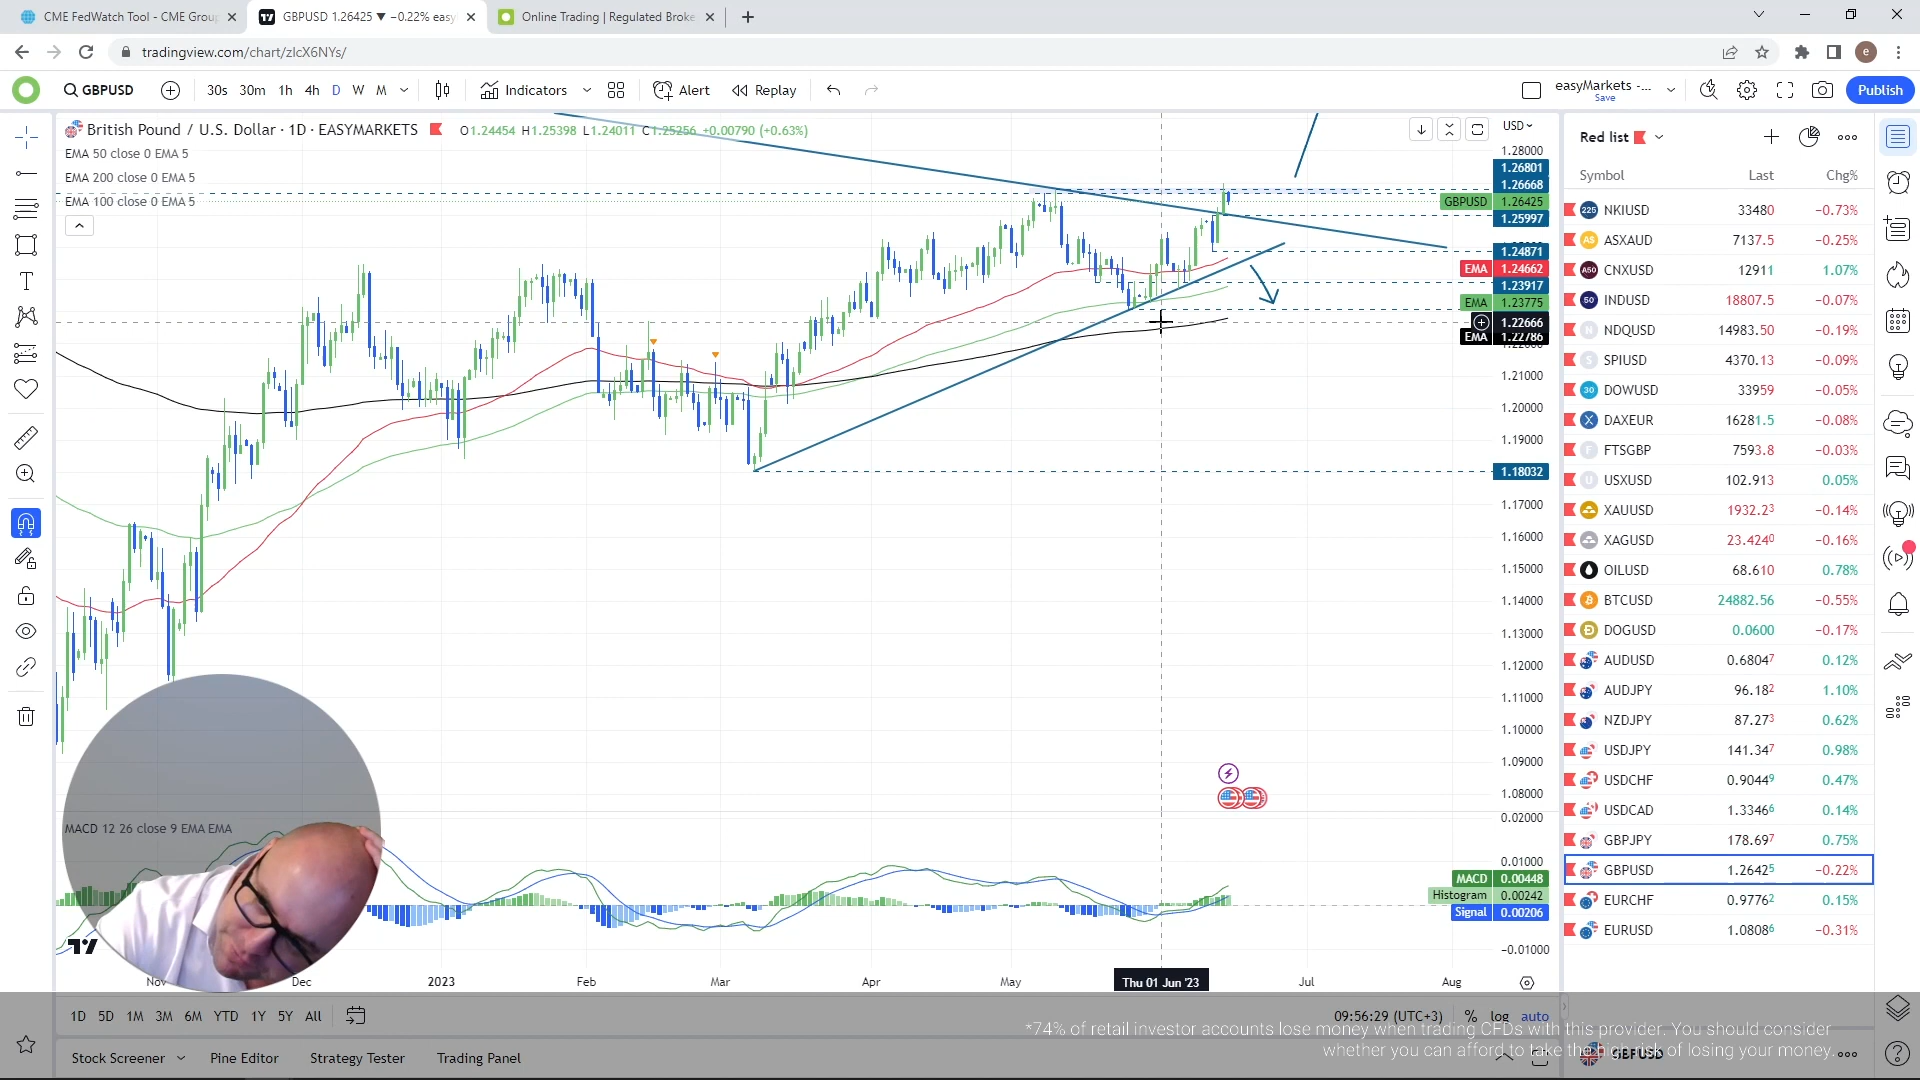 CME FedWatch Tool - CME Group
GBPUSD 1.26425 ▼ −0.22% easy
Online Trading | Regulated Broke
tradingview.com/chart/zlcX6NYs/
e
GBPUSD
30s 30m 1h 4h D W M
Indicators
Alert
Replay
easyMarkets -...
Save
Publish
British Pound / U.S. Dollar · 1D · EASYMARKETS
O1.24454 H1.25398 L1.24011 C1.25256 +0.00790 (+0.63%)
EMA 50 close 0 EMA 5
EMA 200 close 0 EMA 5
EMA 100 close 0 EMA 5
USD
1.28000
1.26801
1.26668
GBPUSD 1.26425
1.25997
1.24871
EMA 1.24662
1.23917
EMA 1.23775
1.22666
EMA 1.22786
1.21000
1.20000
1.19000
1.18032
1.17000
1.16000
1.15000
1.14000
1.13000
1.12000
1.11000
1.10000
1.09000
1.08000
MACD 12 26 close 9 EMA EMA
0.02000
0.01000
MACD 0.00448
Histogram 0.00242
Signal 0.00206
−0.01000
Nov Dec 2023 Feb Mar Apr May Thu 01 Jun '23 Jul Aug
1D 5D 1M 3M 6M YTD 1Y 5Y All
09:56:29 (UTC+3) % log auto
Stock Screener Pine Editor Strategy Tester Trading Panel
Red list
Symbol Last Chg%
225 NKIUSD 33480 −0.73%
AS ASXAUD 7137.5 −0.25%
A50 CNXUSD 12911 1.07%
50 INDUSD 18807.5 −0.07%
N NDQUSD 14983.50 −0.19%
S SPIUSD 4370.13 −0.09%
30 DOWUSD 33959 −0.05%
X DAXEUR 16281.5 −0.08%
F FTSGBP 7593.8 −0.03%
U USXUSD 102.913 0.05%
XAUUSD 1932.23 −0.14%
XAGUSD 23.4240 −0.16%
OILUSD 68.610 0.78%
BTCUSD 24882.56 −0.55%
DOGUSD 0.0600 −0.17%
AUDUSD 0.68047 0.12%
AUDJPY 96.182 1.10%
NZDJPY 87.273 0.62%
USDJPY 141.347 0.98%
USDCHF 0.90449 0.47%
USDCAD 1.33466 0.14%
GBPJPY 178.697 0.75%
GBPUSD 1.26425 −0.22%
EURCHF 0.97762 0.15%
EURUSD 1.08086 −0.31%
GBPUSD
*74% of retail investor accounts lose money when trading CFDs with this provider. You should consider
whether you can afford to take the high risk of losing your money.